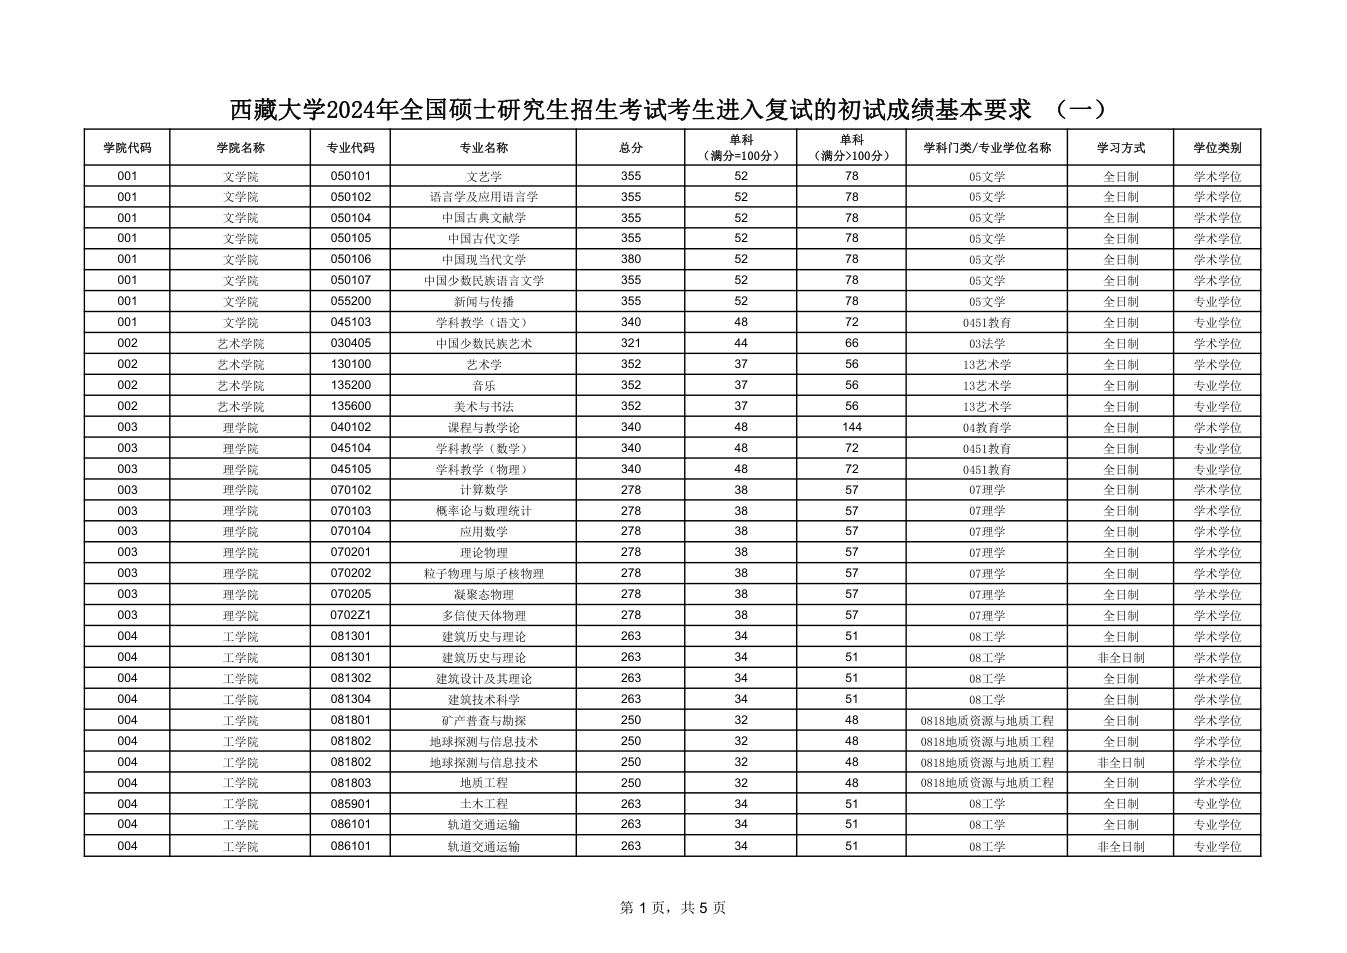 西藏大学2024年全国硕士研究生招生考试考生进入复试的初试成绩基本要求 （一）
学院代码 学院名称 专业代码 专业名称 总分 单科（满分=100分） 单科（满分>100分） 学科门类/专业学位名称 学习方式 学位类别
001 文学院 050101 文艺学 355 52 78 05文学 全日制 学术学位
001 文学院 050102 语言学及应用语言学 355 52 78 05文学 全日制 学术学位
001 文学院 050104 中国古典文献学 355 52 78 05文学 全日制 学术学位
001 文学院 050105 中国古代文学 355 52 78 05文学 全日制 学术学位
001 文学院 050106 中国现当代文学 380 52 78 05文学 全日制 学术学位
001 文学院 050107 中国少数民族语言文学 355 52 78 05文学 全日制 学术学位
001 文学院 055200 新闻与传播 355 52 78 05文学 全日制 专业学位
001 文学院 045103 学科教学（语文） 340 48 72 0451教育 全日制 专业学位
002 艺术学院 030405 中国少数民族艺术 321 44 66 03法学 全日制 学术学位
002 艺术学院 130100 艺术学 352 37 56 13艺术学 全日制 学术学位
002 艺术学院 135200 音乐 352 37 56 13艺术学 全日制 专业学位
002 艺术学院 135600 美术与书法 352 37 56 13艺术学 全日制 专业学位
003 理学院 040102 课程与教学论 340 48 144 04教育学 全日制 学术学位
003 理学院 045104 学科教学（数学） 340 48 72 0451教育 全日制 专业学位
003 理学院 045105 学科教学（物理） 340 48 72 0451教育 全日制 专业学位
003 理学院 070102 计算数学 278 38 57 07理学 全日制 学术学位
003 理学院 070103 概率论与数理统计 278 38 57 07理学 全日制 学术学位
003 理学院 070104 应用数学 278 38 57 07理学 全日制 学术学位
003 理学院 070201 理论物理 278 38 57 07理学 全日制 学术学位
003 理学院 070202 粒子物理与原子核物理 278 38 57 07理学 全日制 学术学位
003 理学院 070205 凝聚态物理 278 38 57 07理学 全日制 学术学位
003 理学院 0702Z1 多信使天体物理 278 38 57 07理学 全日制 学术学位
004 工学院 081301 建筑历史与理论 263 34 51 08工学 全日制 学术学位
004 工学院 081301 建筑历史与理论 263 34 51 08工学 非全日制 学术学位
004 工学院 081302 建筑设计及其理论 263 34 51 08工学 全日制 学术学位
004 工学院 081304 建筑技术科学 263 34 51 08工学 全日制 学术学位
004 工学院 081801 矿产普查与勘探 250 32 48 0818地质资源与地质工程 全日制 学术学位
004 工学院 081802 地球探测与信息技术 250 32 48 0818地质资源与地质工程 全日制 学术学位
004 工学院 081802 地球探测与信息技术 250 32 48 0818地质资源与地质工程 非全日制 学术学位
004 工学院 081803 地质工程 250 32 48 0818地质资源与地质工程 全日制 学术学位
004 工学院 085901 土木工程 263 34 51 08工学 全日制 专业学位
004 工学院 086101 轨道交通运输 263 34 51 08工学 全日制 专业学位
004 工学院 086101 轨道交通运输 263 34 51 08工学 非全日制 专业学位
第 1 页，共 5 页